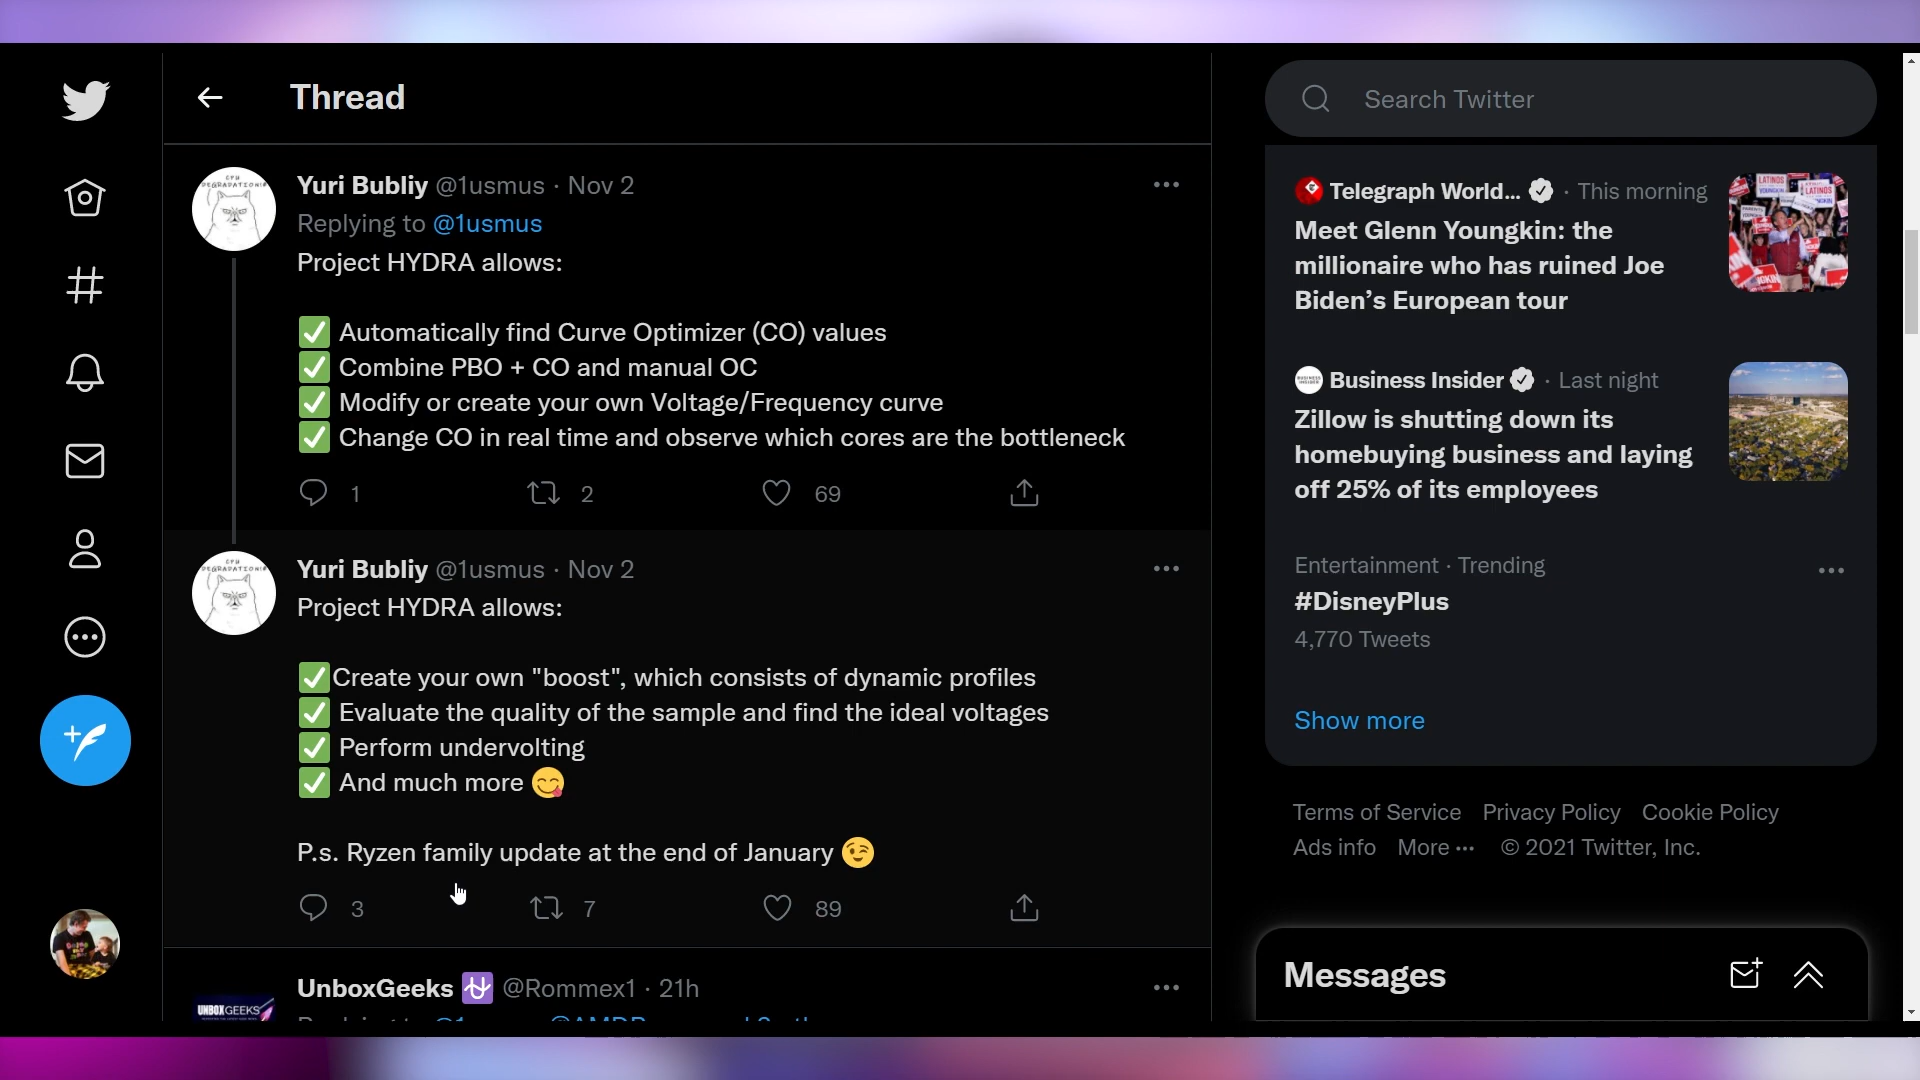 Thread
Yuri Bubliy @1usmus · Nov 2
Replying to @1usmus
Project HYDRA allows:
✅ Automatically find Curve Optimizer (CO) values
✅ Combine PBO + CO and manual OC
✅ Modify or create your own Voltage/Frequency curve
✅ Change CO in real time and observe which cores are the bottleneck
1 2 69
Yuri Bubliy @1usmus · Nov 2
Project HYDRA allows:
✅Create your own "boost", which consists of dynamic profiles
✅ Evaluate the quality of the sample and find the ideal voltages
✅ Perform undervolting
✅ And much more 😋
P.s. Ryzen family update at the end of January 😉
3 7 89
UnboxGeeks ⛎ @Rommex1 · 21h
UNBOXGEEKS
Search Twitter
Telegraph World... · This morning
Meet Glenn Youngkin: the
millionaire who has ruined Joe
Biden’s European tour
Business Insider · Last night
Zillow is shutting down its
homebuying business and laying
off 25% of its employees
Entertainment · Trending
#DisneyPlus
4,770 Tweets
Show more
Terms of Service Privacy Policy Cookie Policy
Ads info More ··· © 2021 Twitter, Inc.
Messages